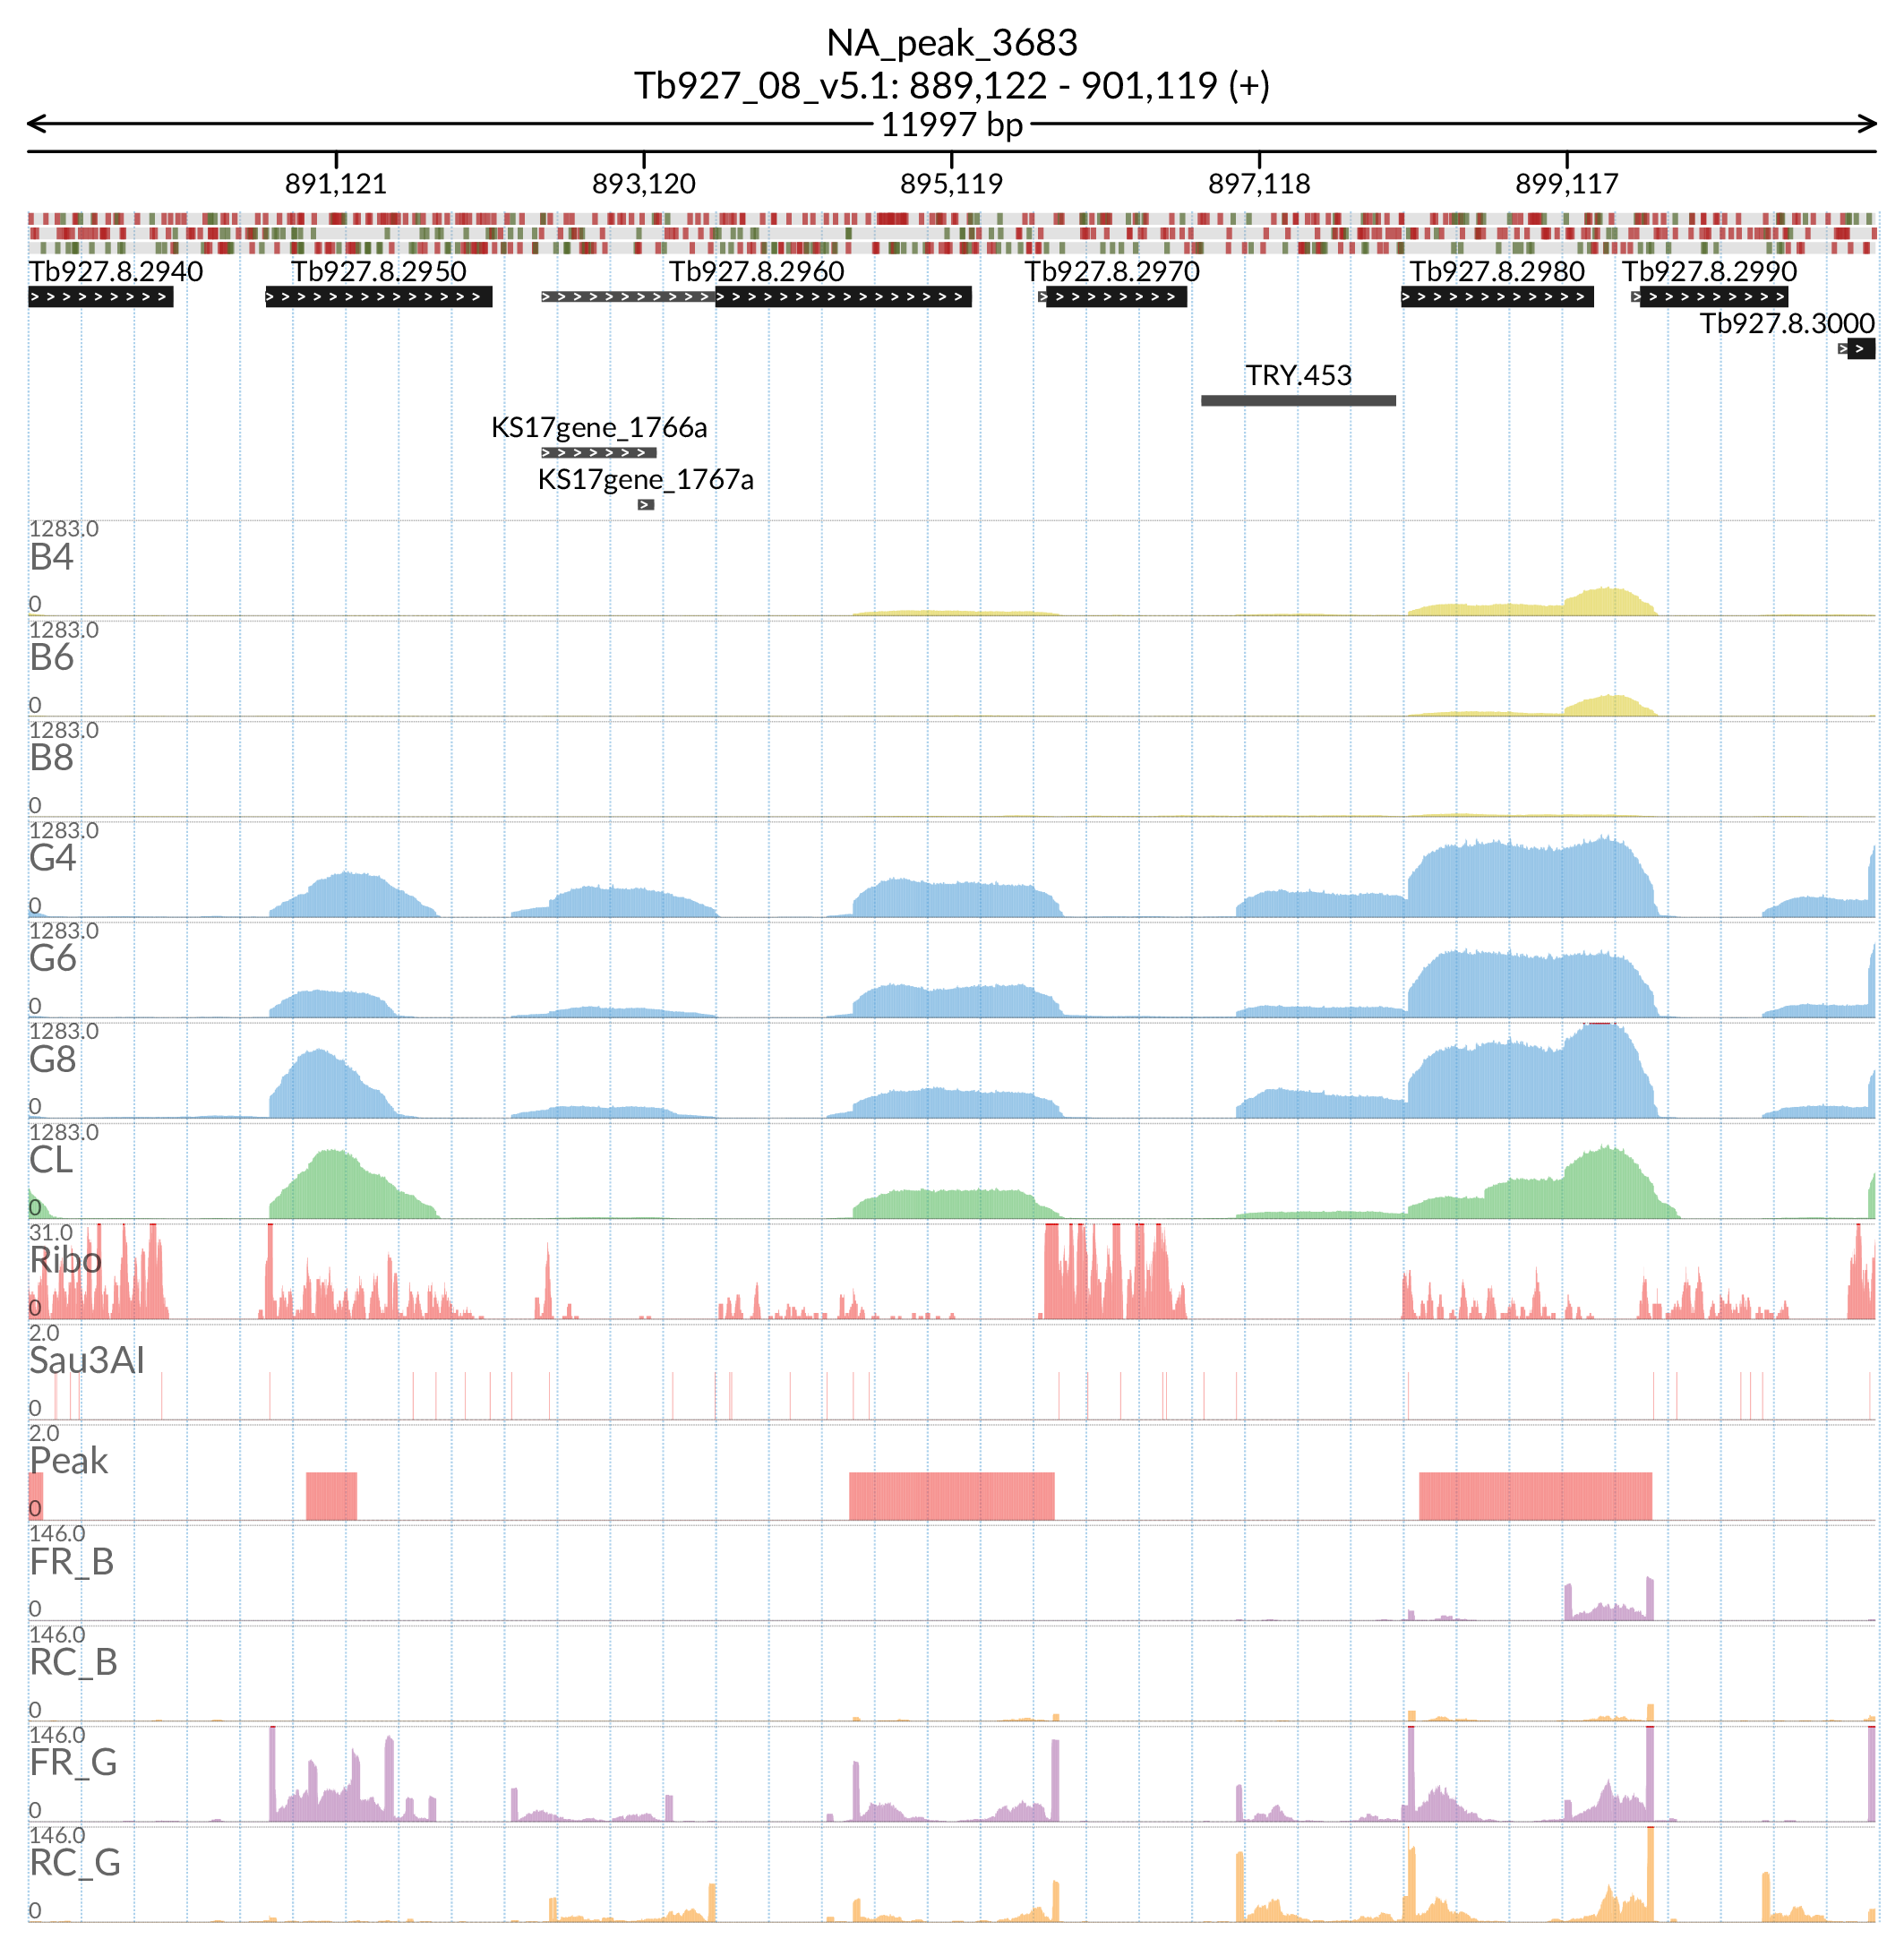 NA_peak_3683
Tb927_08_v5.1: 889,122 - 901,119 (+)
11997 bp
891,121 893,120 895,119 897,118 899,117
Tb927.8.2940 Tb927.8.2950 Tb927.8.2960 Tb927.8.2970 Tb927.8.2980 Tb927.8.2990
Tb927.8.3000
TRY.453
KS17gene_1766a
KS17gene_1767a
1283.0
B4
0
1283.0
B6
0
1283.0
B8
0
1283.0
G4
0
1283.0
G6
0
1283.0
G8
0
1283.0
CL
0
31.0
Ribo
0
2.0
Sau3AI
0
2.0
Peak
0
146.0
FR_B
0
146.0
RC_B
0
146.0
FR_G
0
146.0
RC_G
0